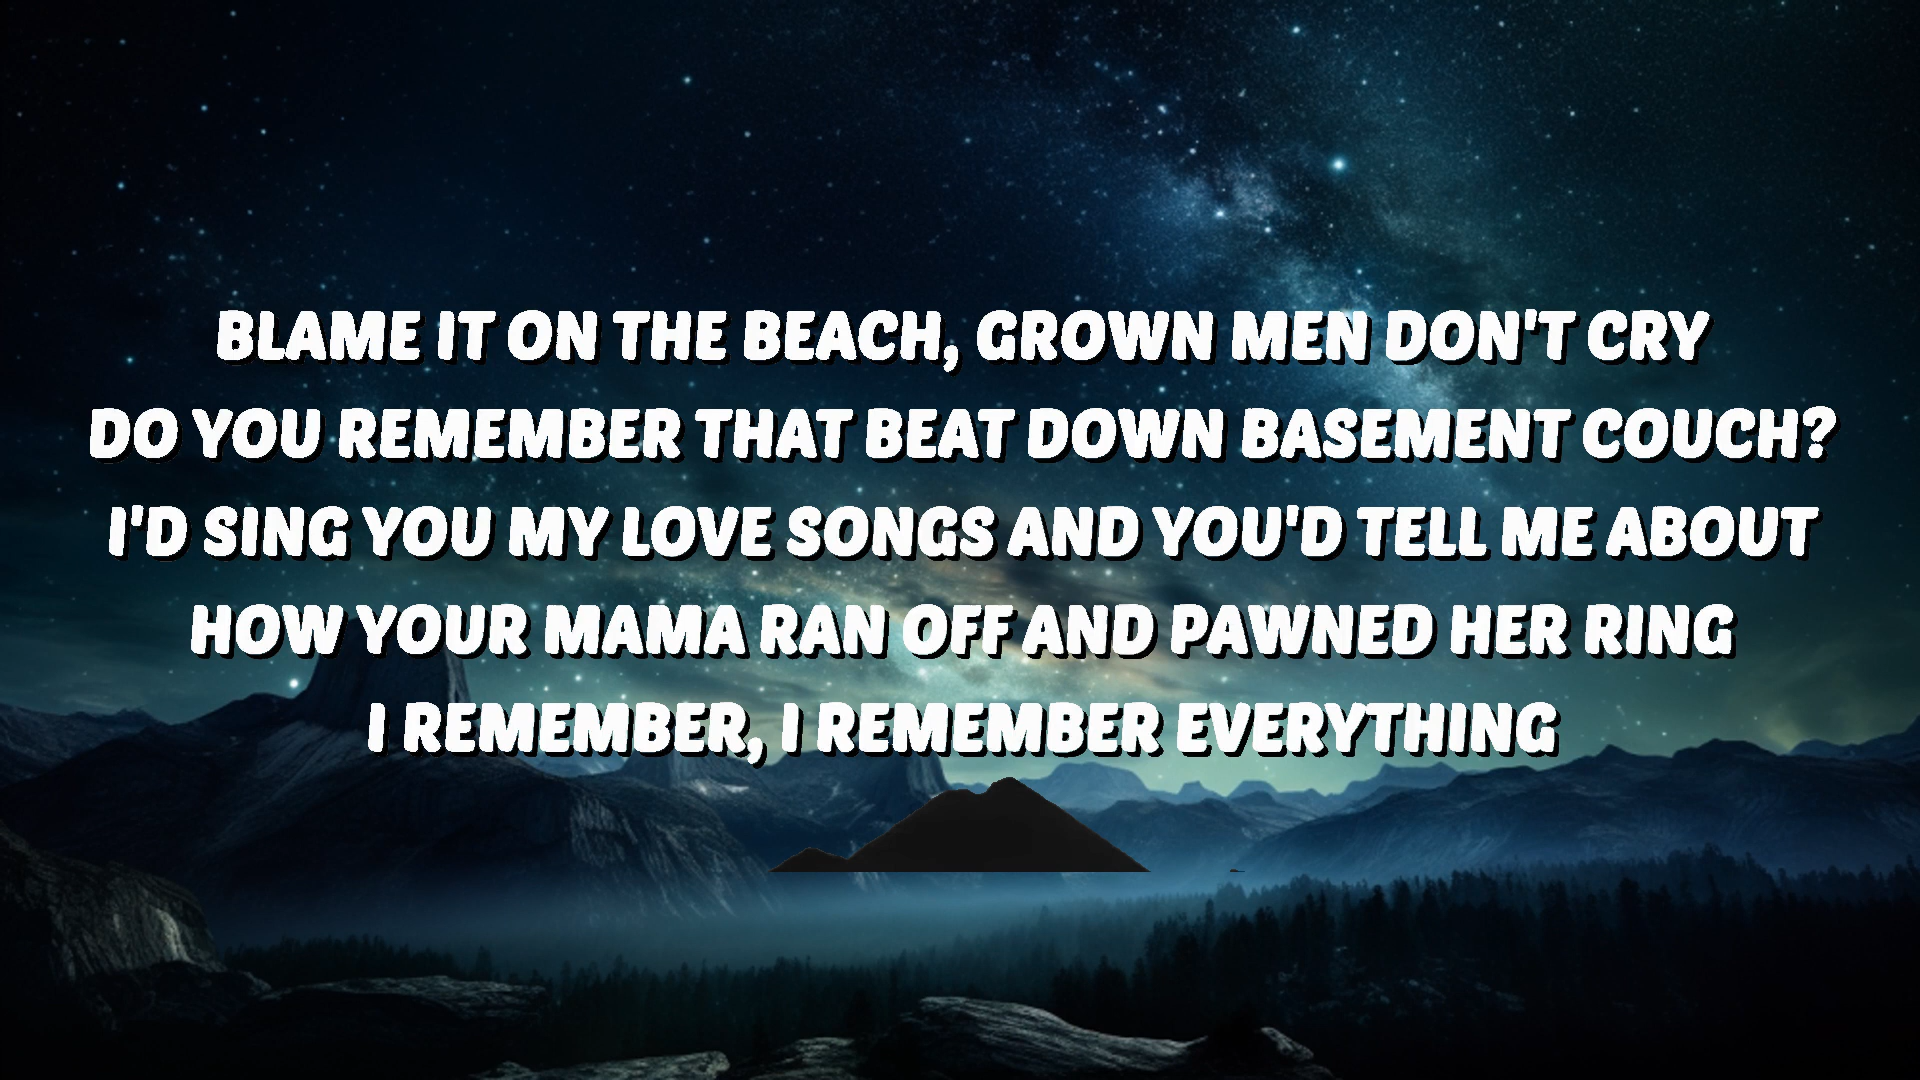 BLAME IT ON THE BEACH, GROWN MEN DON'T CRY
DO YOU REMEMBER THAT BEAT DOWN BASEMENT COUCH?
I'D SING YOU MY LOVE SONGS AND YOU'D TELL ME ABOUT
HOW YOUR MAMA RAN OFF AND PAWNED HER RING
I REMEMBER, I REMEMBER EVERYTHING